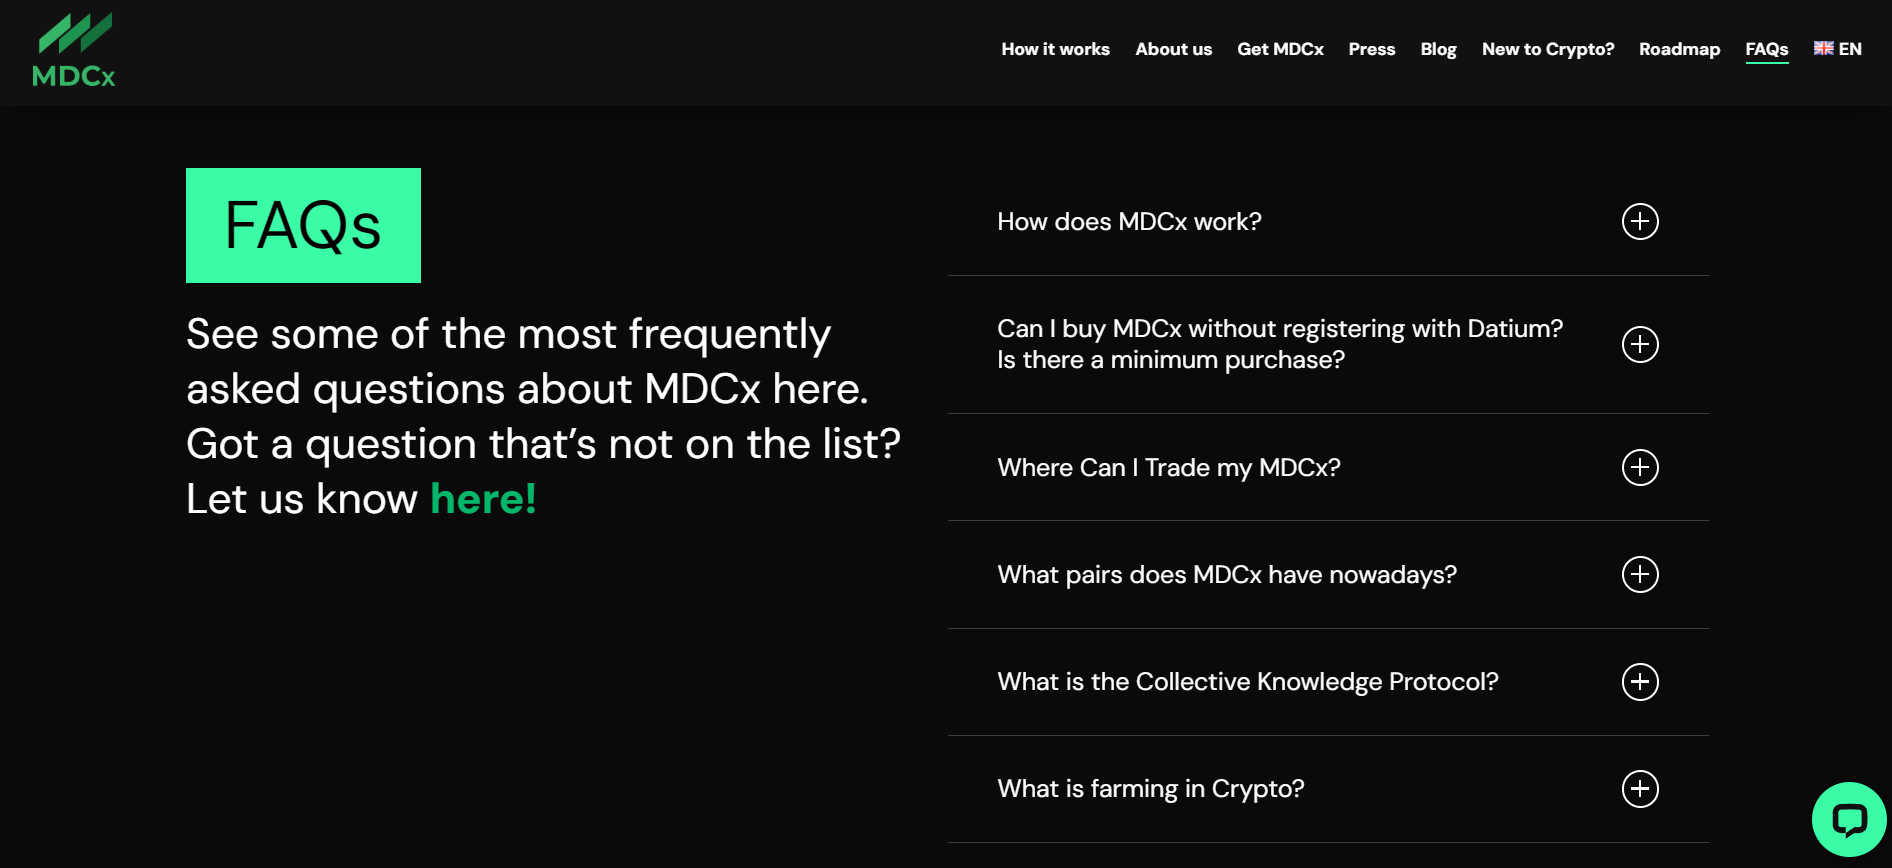 MDCx
How it works About us Get MDCx Press Blog New to Crypto? Roadmap FAQs EN
FAQs
See some of the most frequently
asked questions about MDCx here.
Got a question that’s not on the list?
Let us know here!
How does MDCx work?
Can I buy MDCx without registering with Datium?
Is there a minimum purchase?
Where Can I Trade my MDCx?
What pairs does MDCx have nowadays?
What is the Collective Knowledge Protocol?
What is farming in Crypto?